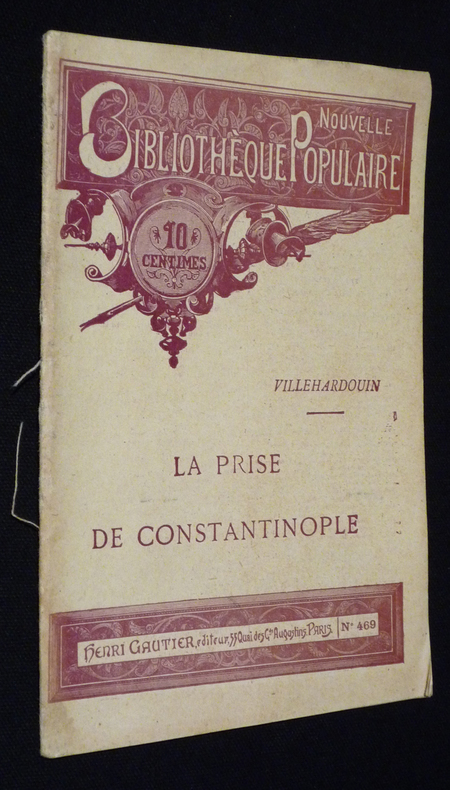 NOUVELLE
BIBLIOTHÈQUE POPULAIRE
10
CENTIMES
VILLEHARDOUIN
LA PRISE
DE CONSTANTINOPLE
HENRI GAUTIER, editeur, 55 Quai des Gds Augustins, PARIS. N° 469